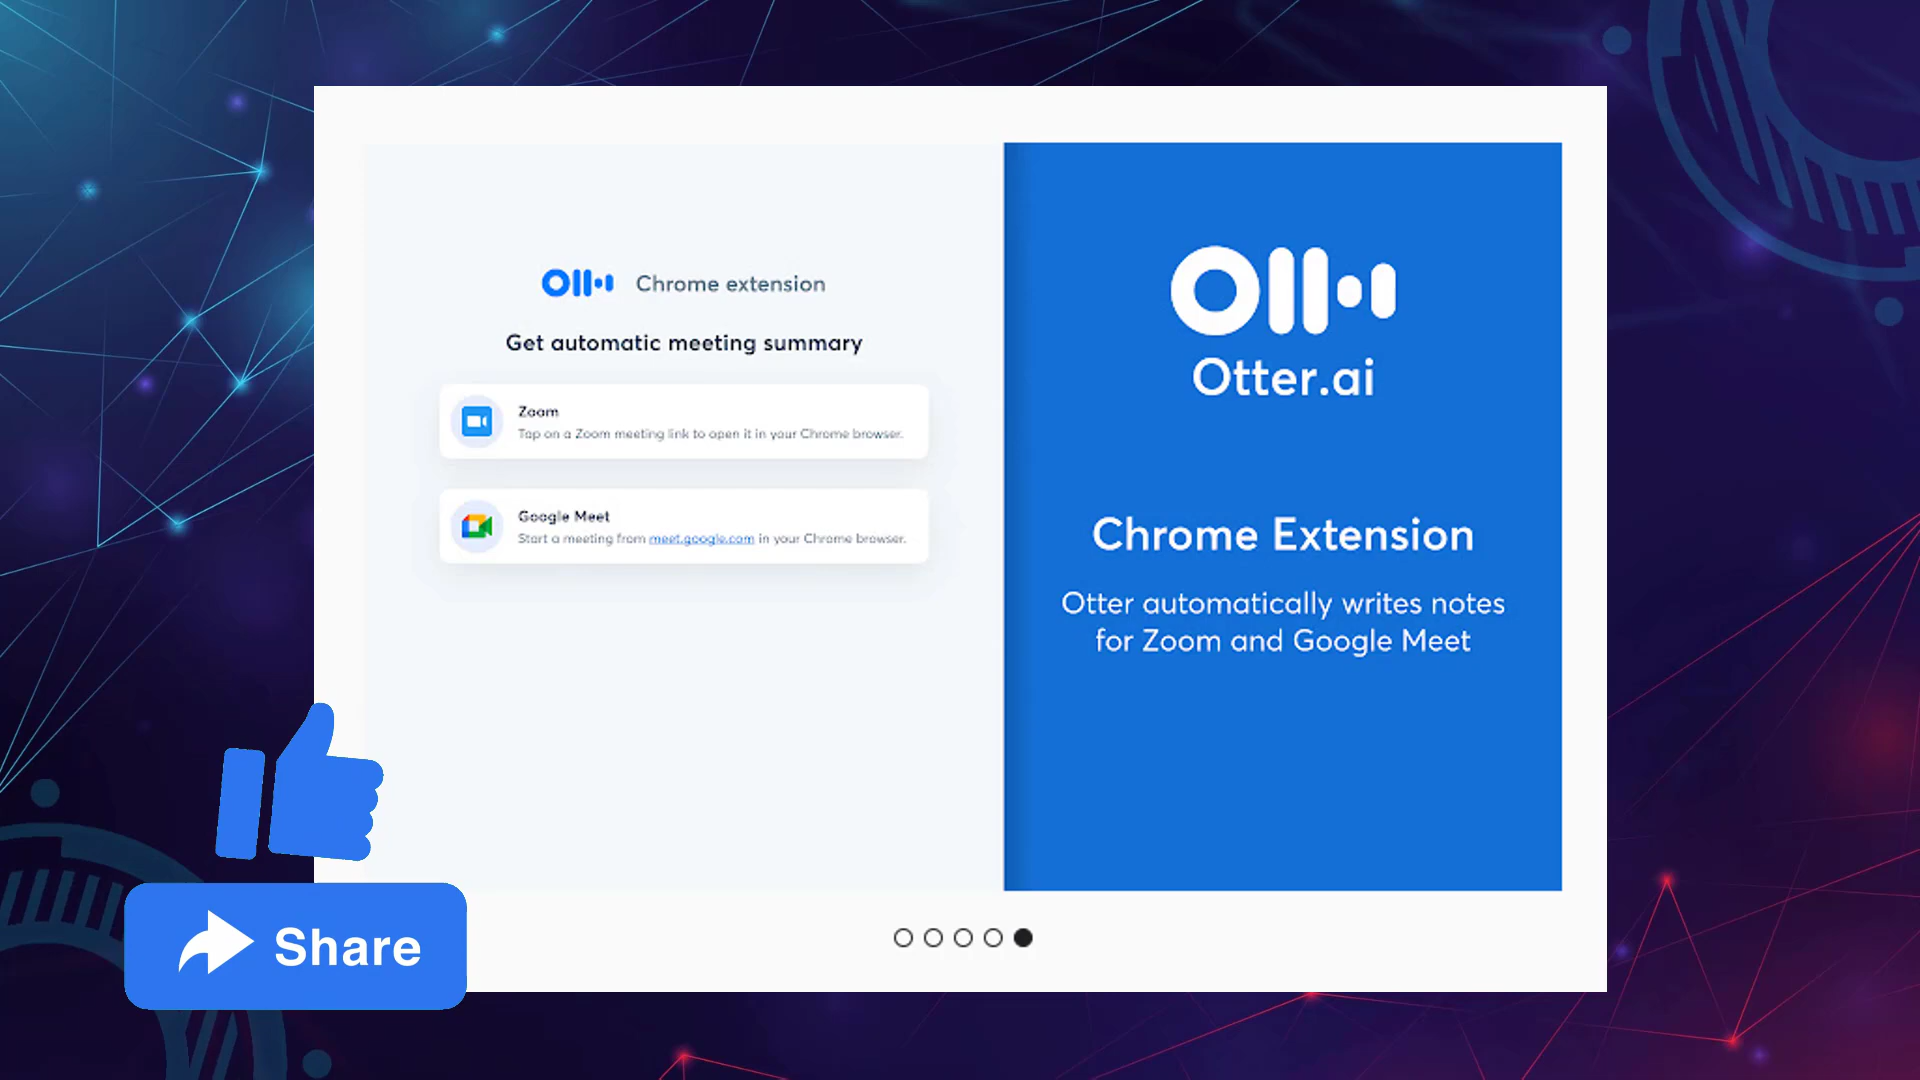 Chrome extension
Get automatic meeting summary
Zoom
Tap on a Zoom meeting link to open it in your Chrome browser.
Google Meet
Start a meeting from meet.google.com in your Chrome browser.
Otter.ai
Chrome Extension
Otter automatically writes notes
for Zoom and Google Meet
Share